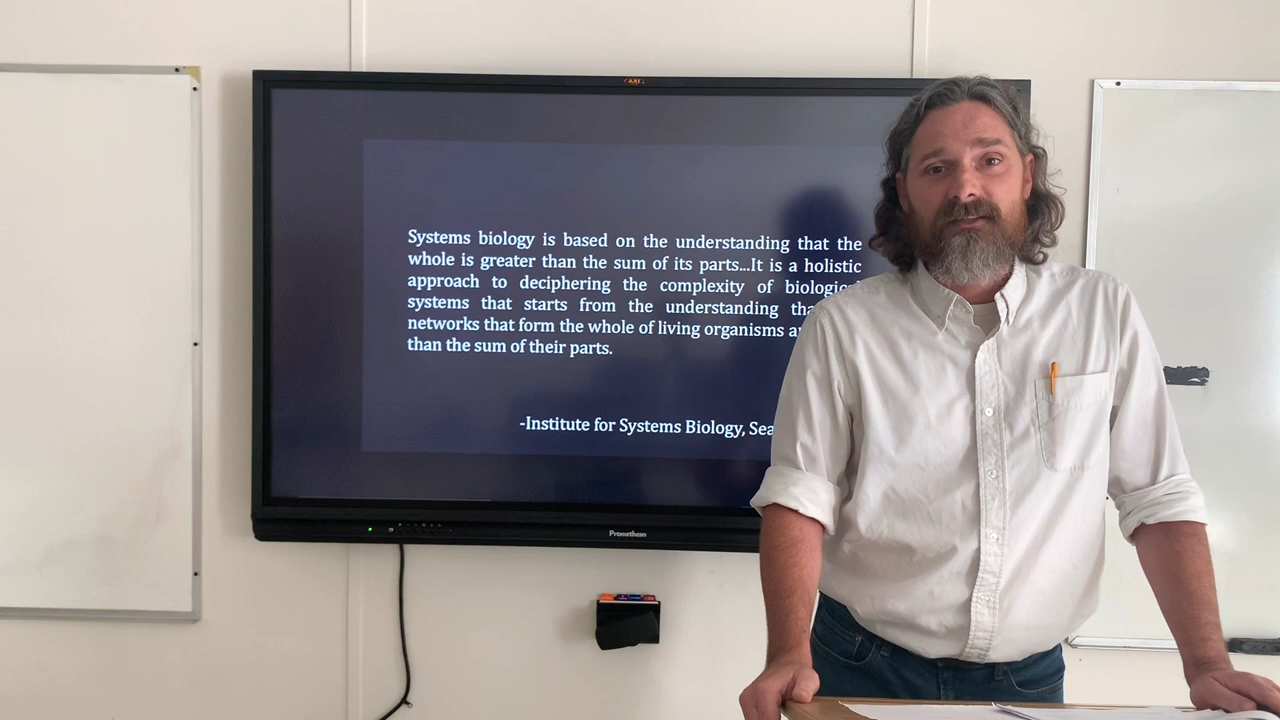 Systems biology is based on the understanding that the
whole is greater than the sum of its parts...It is a holistic
approach to deciphering the complexity of
systems that starts from the understanding
networks that form the whole of living organisms
than the sum of their parts.
-Institute for Systems Biology,
Promethean